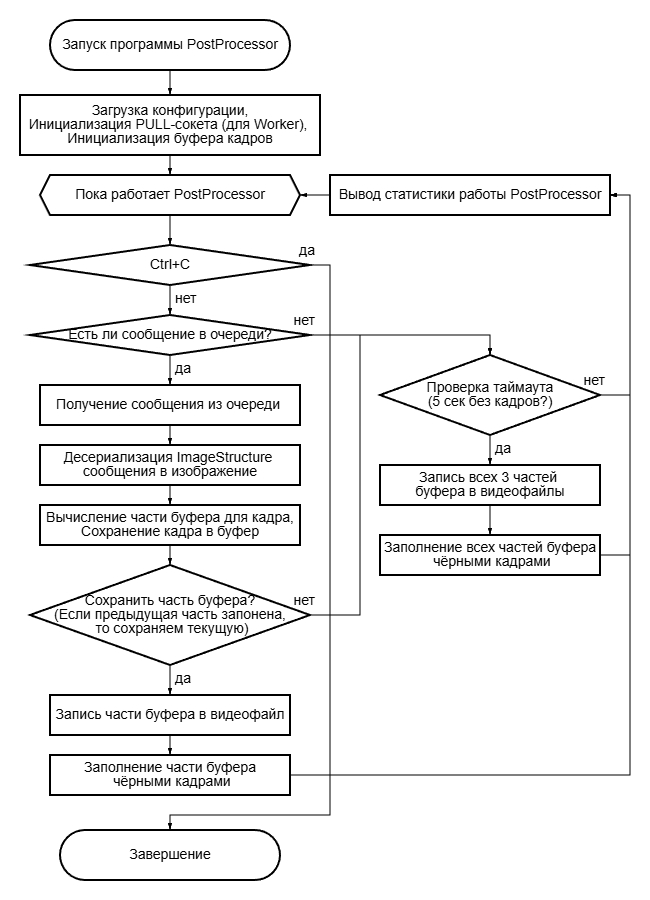 Запуск программы PostProcessor
Загрузка конфигурации,
Инициализация PULL-сокета (для Worker),
Инициализация буфера кадров
Пока работает PostProcessor
Вывод статистики работы PostProcessor
Ctrl+C
да
нет
Есть ли сообщение в очереди?
нет
да
Получение сообщения из очереди
Десериализация ImageStructure
сообщения в изображение
Вычисление части буфера для кадра,
Сохранение кадра в буфер
Сохранить часть буфера?
(Если предыдущая часть запонена,
то сохраняем текущую)
нет
да
Запись части буфера в видеофайл
Заполнение части буфера
чёрными кадрами
Проверка таймаута
(5 сек без кадров?)
нет
да
Запись всех 3 частей
буфера в видеофайлы
Заполнение всех частей буфера
чёрными кадрами
Завершение